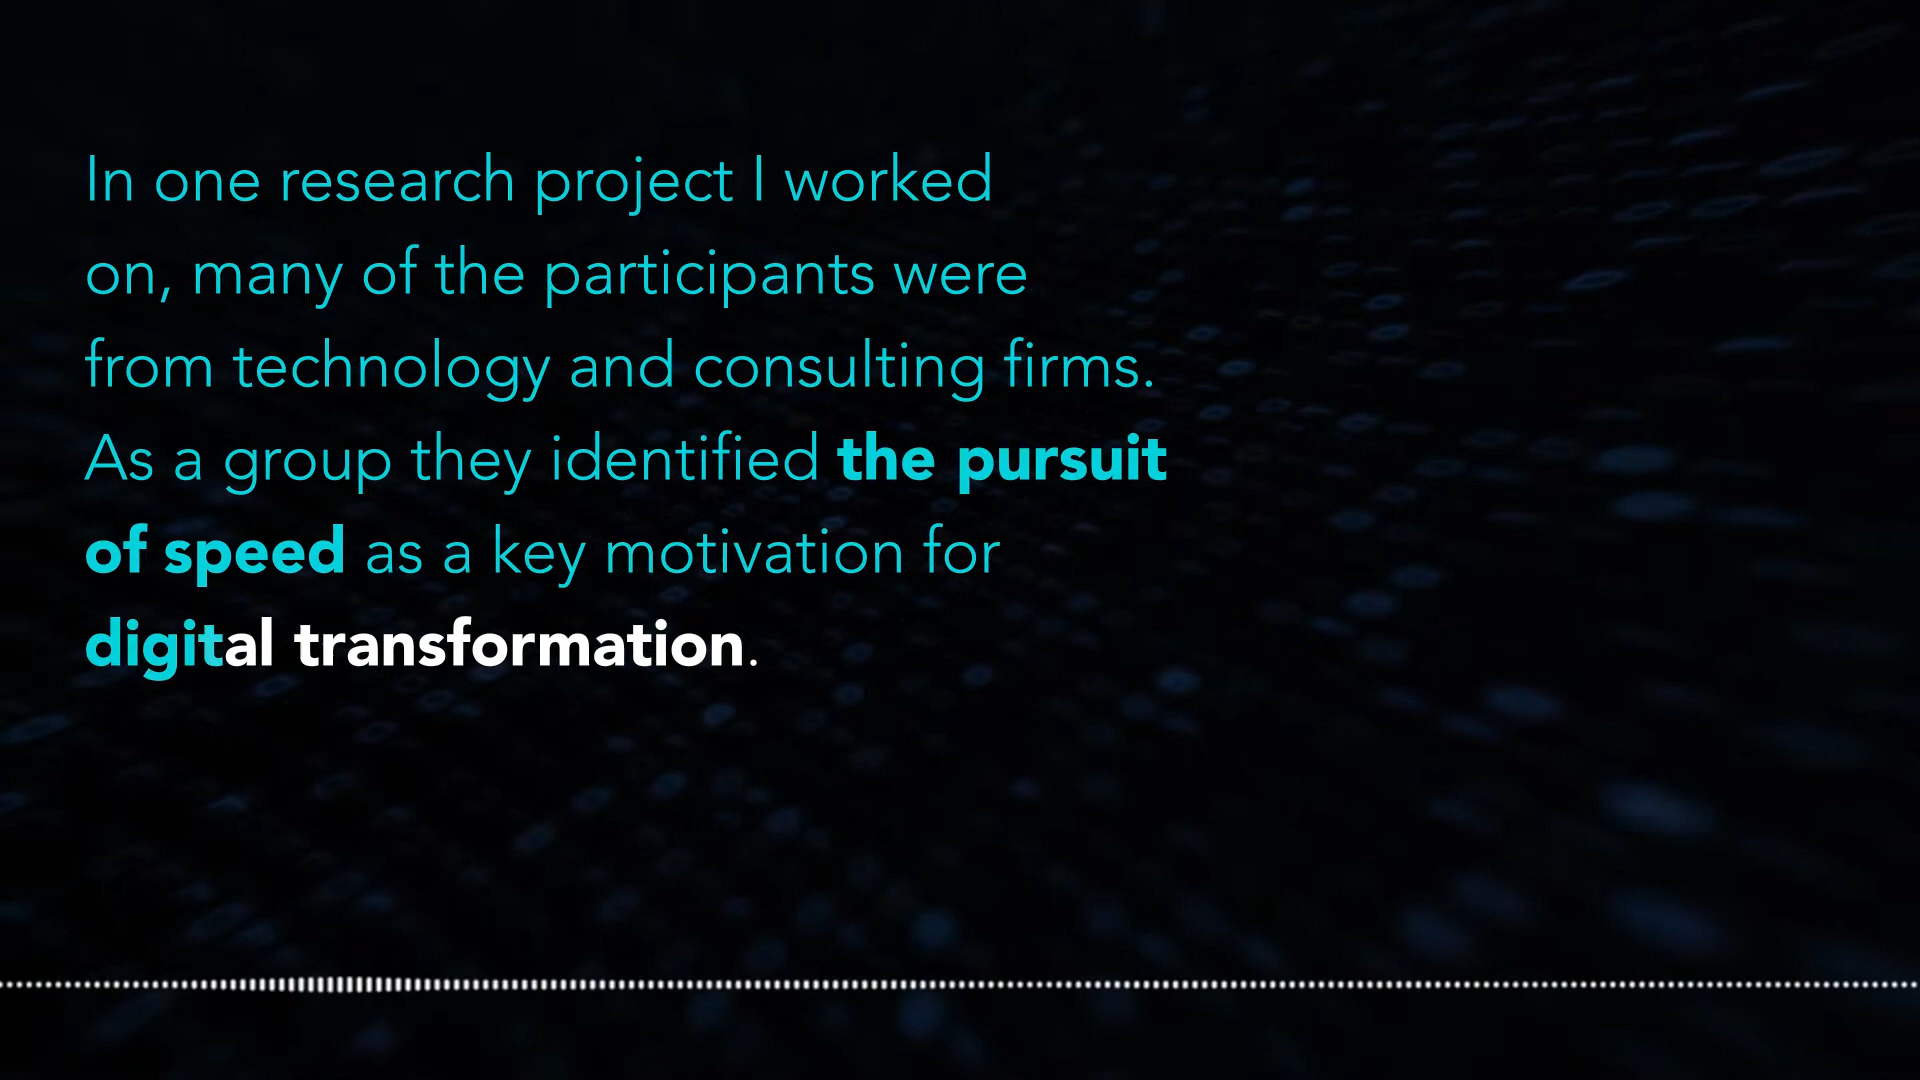 In one research project I worked
on, many of the participants were
from technology and consulting firms.
As a group they identified the pursuit
of speed as a key motivation for
digital transformation.